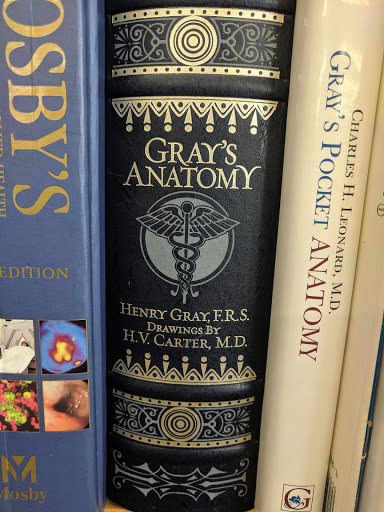 OSBY'S
EDITION
Mosby
GRAY'S
ANATOMY
HENRY GRAY, F.R.S.
DRAWINGS BY
H.V. CARTER, M.D.
CHARLES H. LEONARD, M.D.
GRAY'S POCKET ANATOMY
G